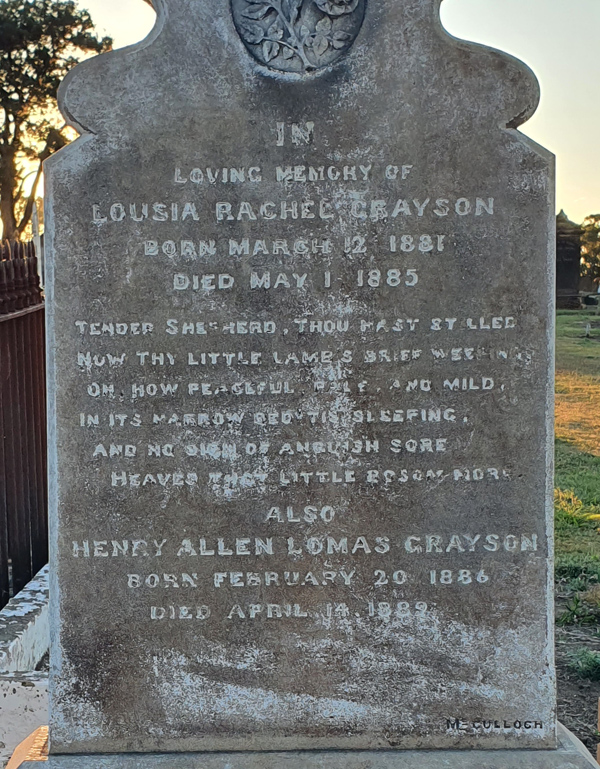 IN
LOVING MEMORY OF
LOUSIA RACHEL GRAYSON
BORN MARCH 12 1881
DIED MAY 1 1885
TENDER SHEPHERD, THOU HAST STILLED
NOW THY LITTLE LAMB'S BRIEF WEEPING
OH, HOW PEACEFUL, PALE, AND MILD,
IN ITS NARROW BED 'TIS SLEEPING,
AND NO SIGH OF ANGUISH SORE
HEAVES THAT LITTLE BOSOM MORE
ALSO
HENRY ALLEN LOMAS GRAYSON
BORN FEBRUARY 20 1886
DIED APRIL 14 1889
MCCULLOCH